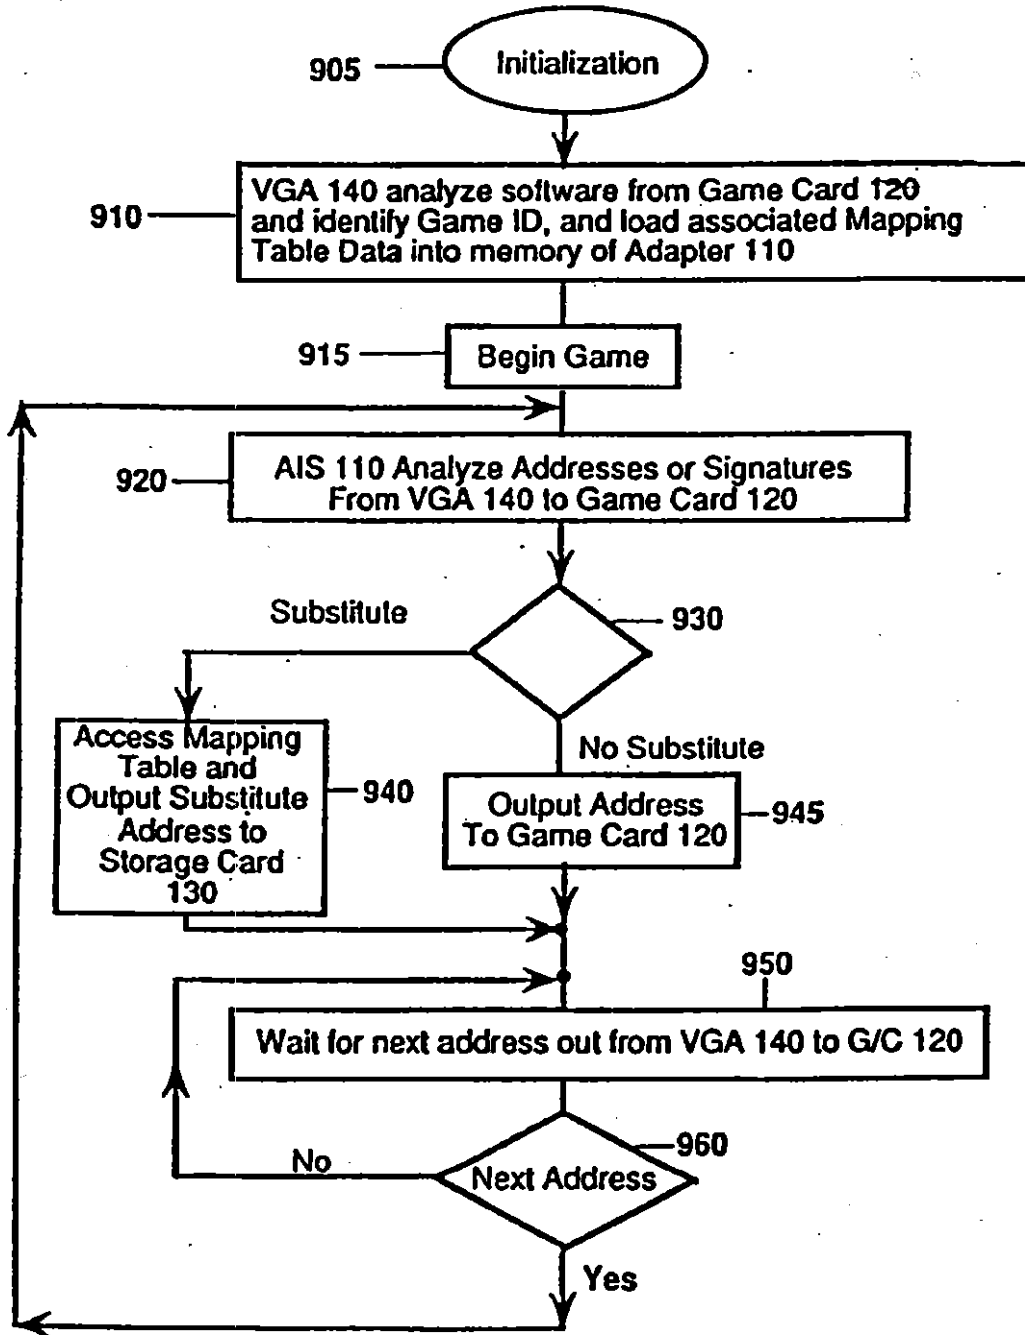 905
Initialization
910
VGA 140 analyze software from Game Card 120
and identify Game ID, and load associated Mapping
Table Data into memory of Adapter 110
915
Begin Game
920
AIS 110 Analyze Addresses or Signatures
From VGA 140 to Game Card 120
Substitute
930
Access Mapping
Table and
Output Substitute
Address to
Storage Card
130
940
No Substitute
Output Address
To Game Card 120
945
950
Wait for next address out from VGA 140 to G/C 120
960
No
Next Address
Yes